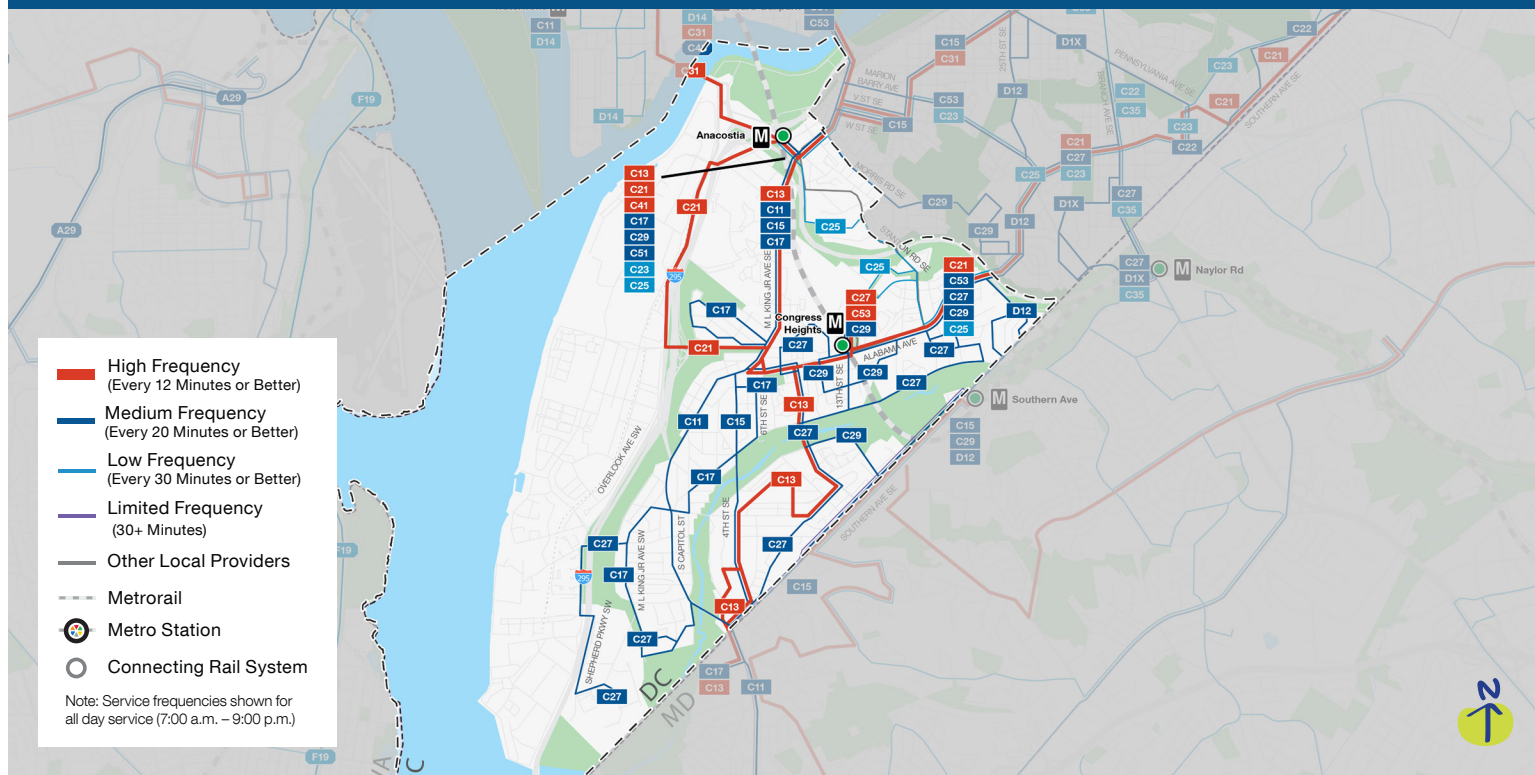 C11
D14
D14
C31
C53
C31
D14
A29
F19
A29
C15
C31
MARION
BARRY AVE
V ST SE
W ST SE
C15
C53
C23
25TH ST SE
D1X
D12
PENNSYLVANIA AVE SE
BRANCH AVE SE
C22
C35
C23
C21
C22
C21
SOUTHERN AVE SE
C23
C22
C21
C27
C23
C25
MORRIS RD SE
C29
D1X
C27
C35
D12
C29
C27
D1X
C35
M Naylor Rd
Anacostia M
C13
C21
C41
C17
C29
C51
C23
C25
C21
C13
C11
C15
C17
C25
STANTON RD SE
C25
295
M L KING JR AVE SE
C21
C53
C27
C29
C25
C27
C53
C29
Congress
Heights
M
D12
C17
C21
C27
ALABAMA AVE
C27
C29
C29
C27
13TH ST SE
C17
6TH ST SE
C13
C11
C15
C27
C29
M Southern Ave
C15
C29
D12
OVERLOOK AVE SW
C17
C13
4TH ST SE
S CAPITOL ST
SOUTHERN AVE SE
C27
C27
295
C17
M L KING JR AVE SW
C15
C13
SHEPHERD PKWY SW
C27
C27
C17
C13
C11
DC
MD
High Frequency
(Every 12 Minutes or Better)
Medium Frequency
(Every 20 Minutes or Better)
Low Frequency
(Every 30 Minutes or Better)
Limited Frequency
(30+ Minutes)
Other Local Providers
Metrorail
Metro Station
Connecting Rail System
Note: Service frequencies shown for
all day service (7:00 a.m. – 9:00 p.m.)
F19
F19
N